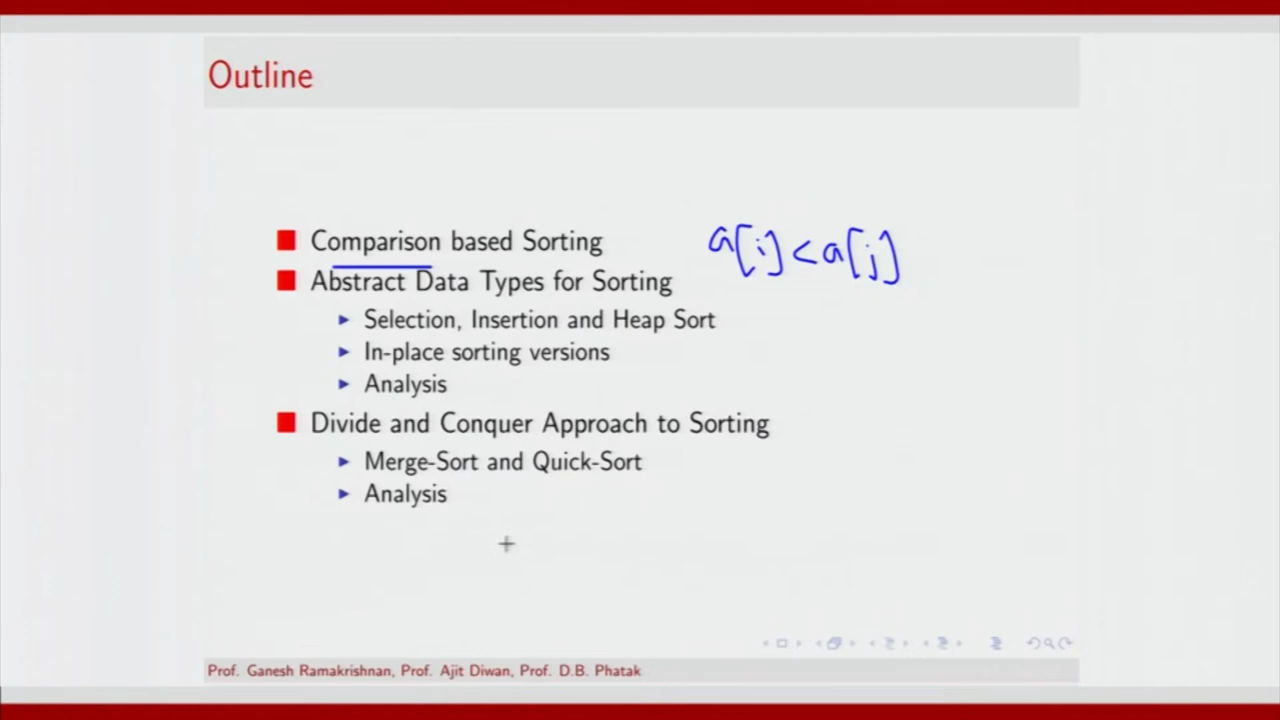 Outline
Comparison based Sorting a[i]<a[j]
Abstract Data Types for Sorting
Selection, Insertion and Heap Sort
In-place sorting versions
Analysis
Divide and Conquer Approach to Sorting
Merge-Sort and Quick-Sort
Analysis
Prof. Ganesh Ramakrishnan, Prof. Ajit Diwan, Prof. D.B. Phatak